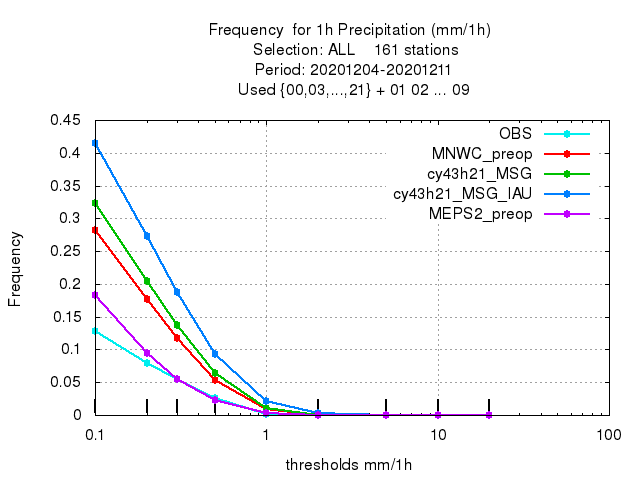 Frequency  for 1h Precipitation (mm/1h)
Selection: ALL    161 stations
Period: 20201204-20201211
Used {00,03,...,21} + 01 02 ... 09
OBS
MNWC_preop
cy43h21_MSG
cy43h21_MSG_IAU
MEPS2_preop
Frequency
0.45
0.4
0.35
0.3
0.25
0.2
0.15
0.1
0.05
0
0.1 1 10 100
thresholds mm/1h